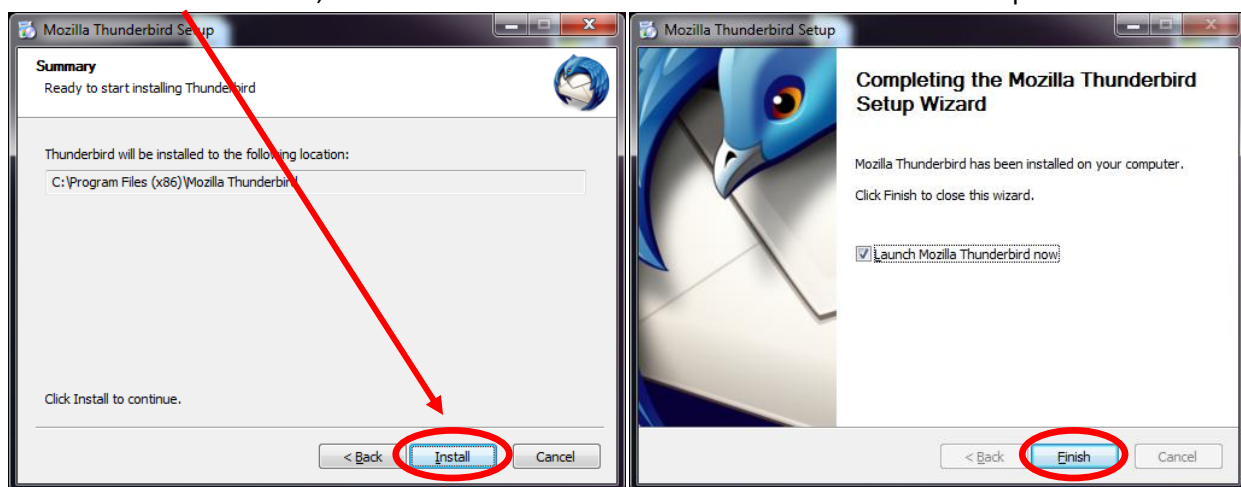 Mozilla Thunderbird Setup
Summary
Ready to start installing Thunderbird
Thunderbird will be installed to the following location:
C:\Program Files (x86)\Mozilla Thunderbird
Click Install to continue.
< Back
Install
Cancel
Mozilla Thunderbird Setup
Completing the Mozilla Thunderbird
Setup Wizard
Mozilla Thunderbird has been installed on your computer.
Click Finish to close this wizard.
Launch Mozilla Thunderbird now
< Back
Finish
Cancel